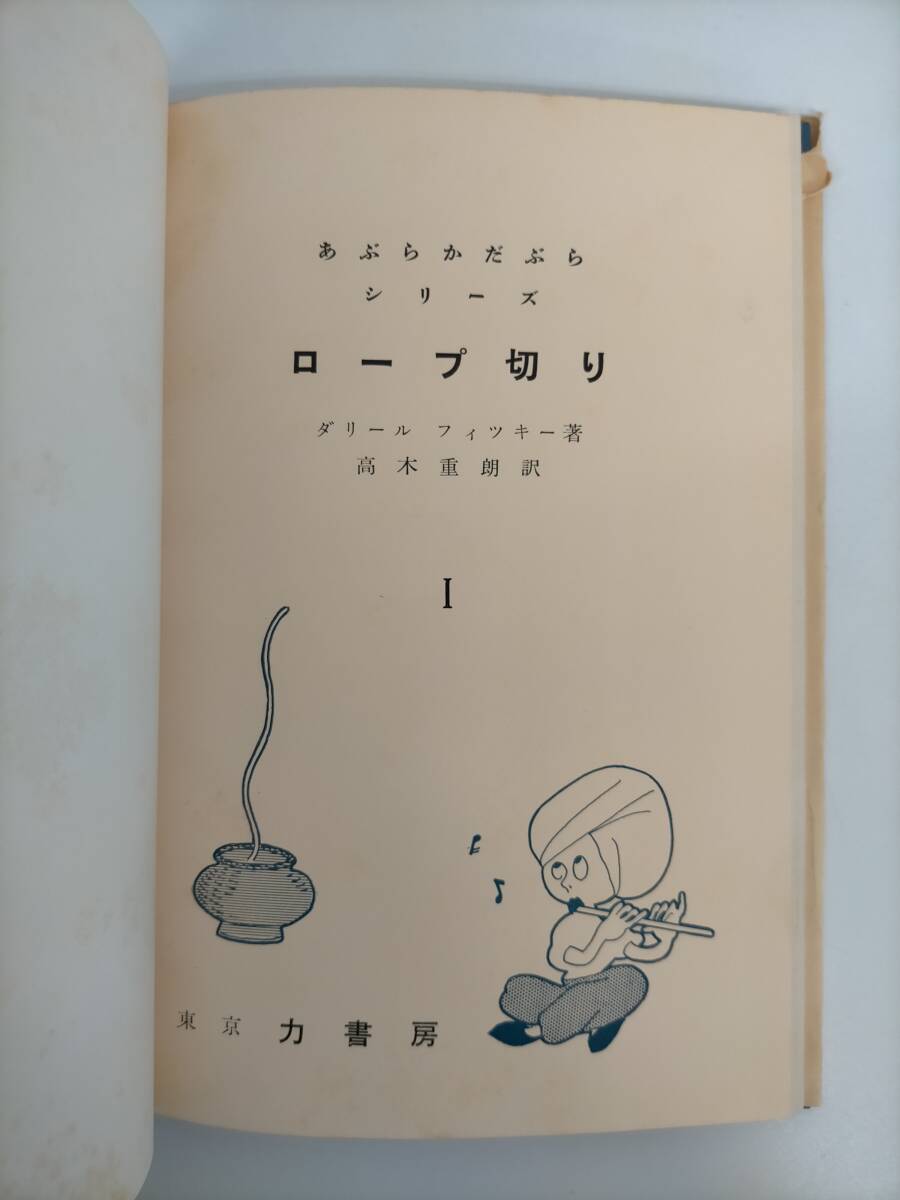 あぶらかだぶら
シリーズ
ロープ切り
ダリール フィツキー著
高木重朗訳
I
東京 力書房